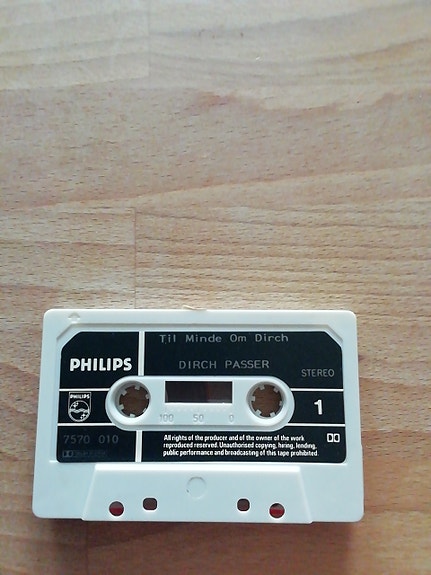 Til Minde Om Dirch
DIRCH PASSER
PHILIPS
STEREO
PHILIPS
1
100 50 0
7570 010
All rights of the producer and of the owner of the work
reproduced reserved. Unauthorised copying, hiring, lending,
public performance and broadcasting of this tape prohibited.